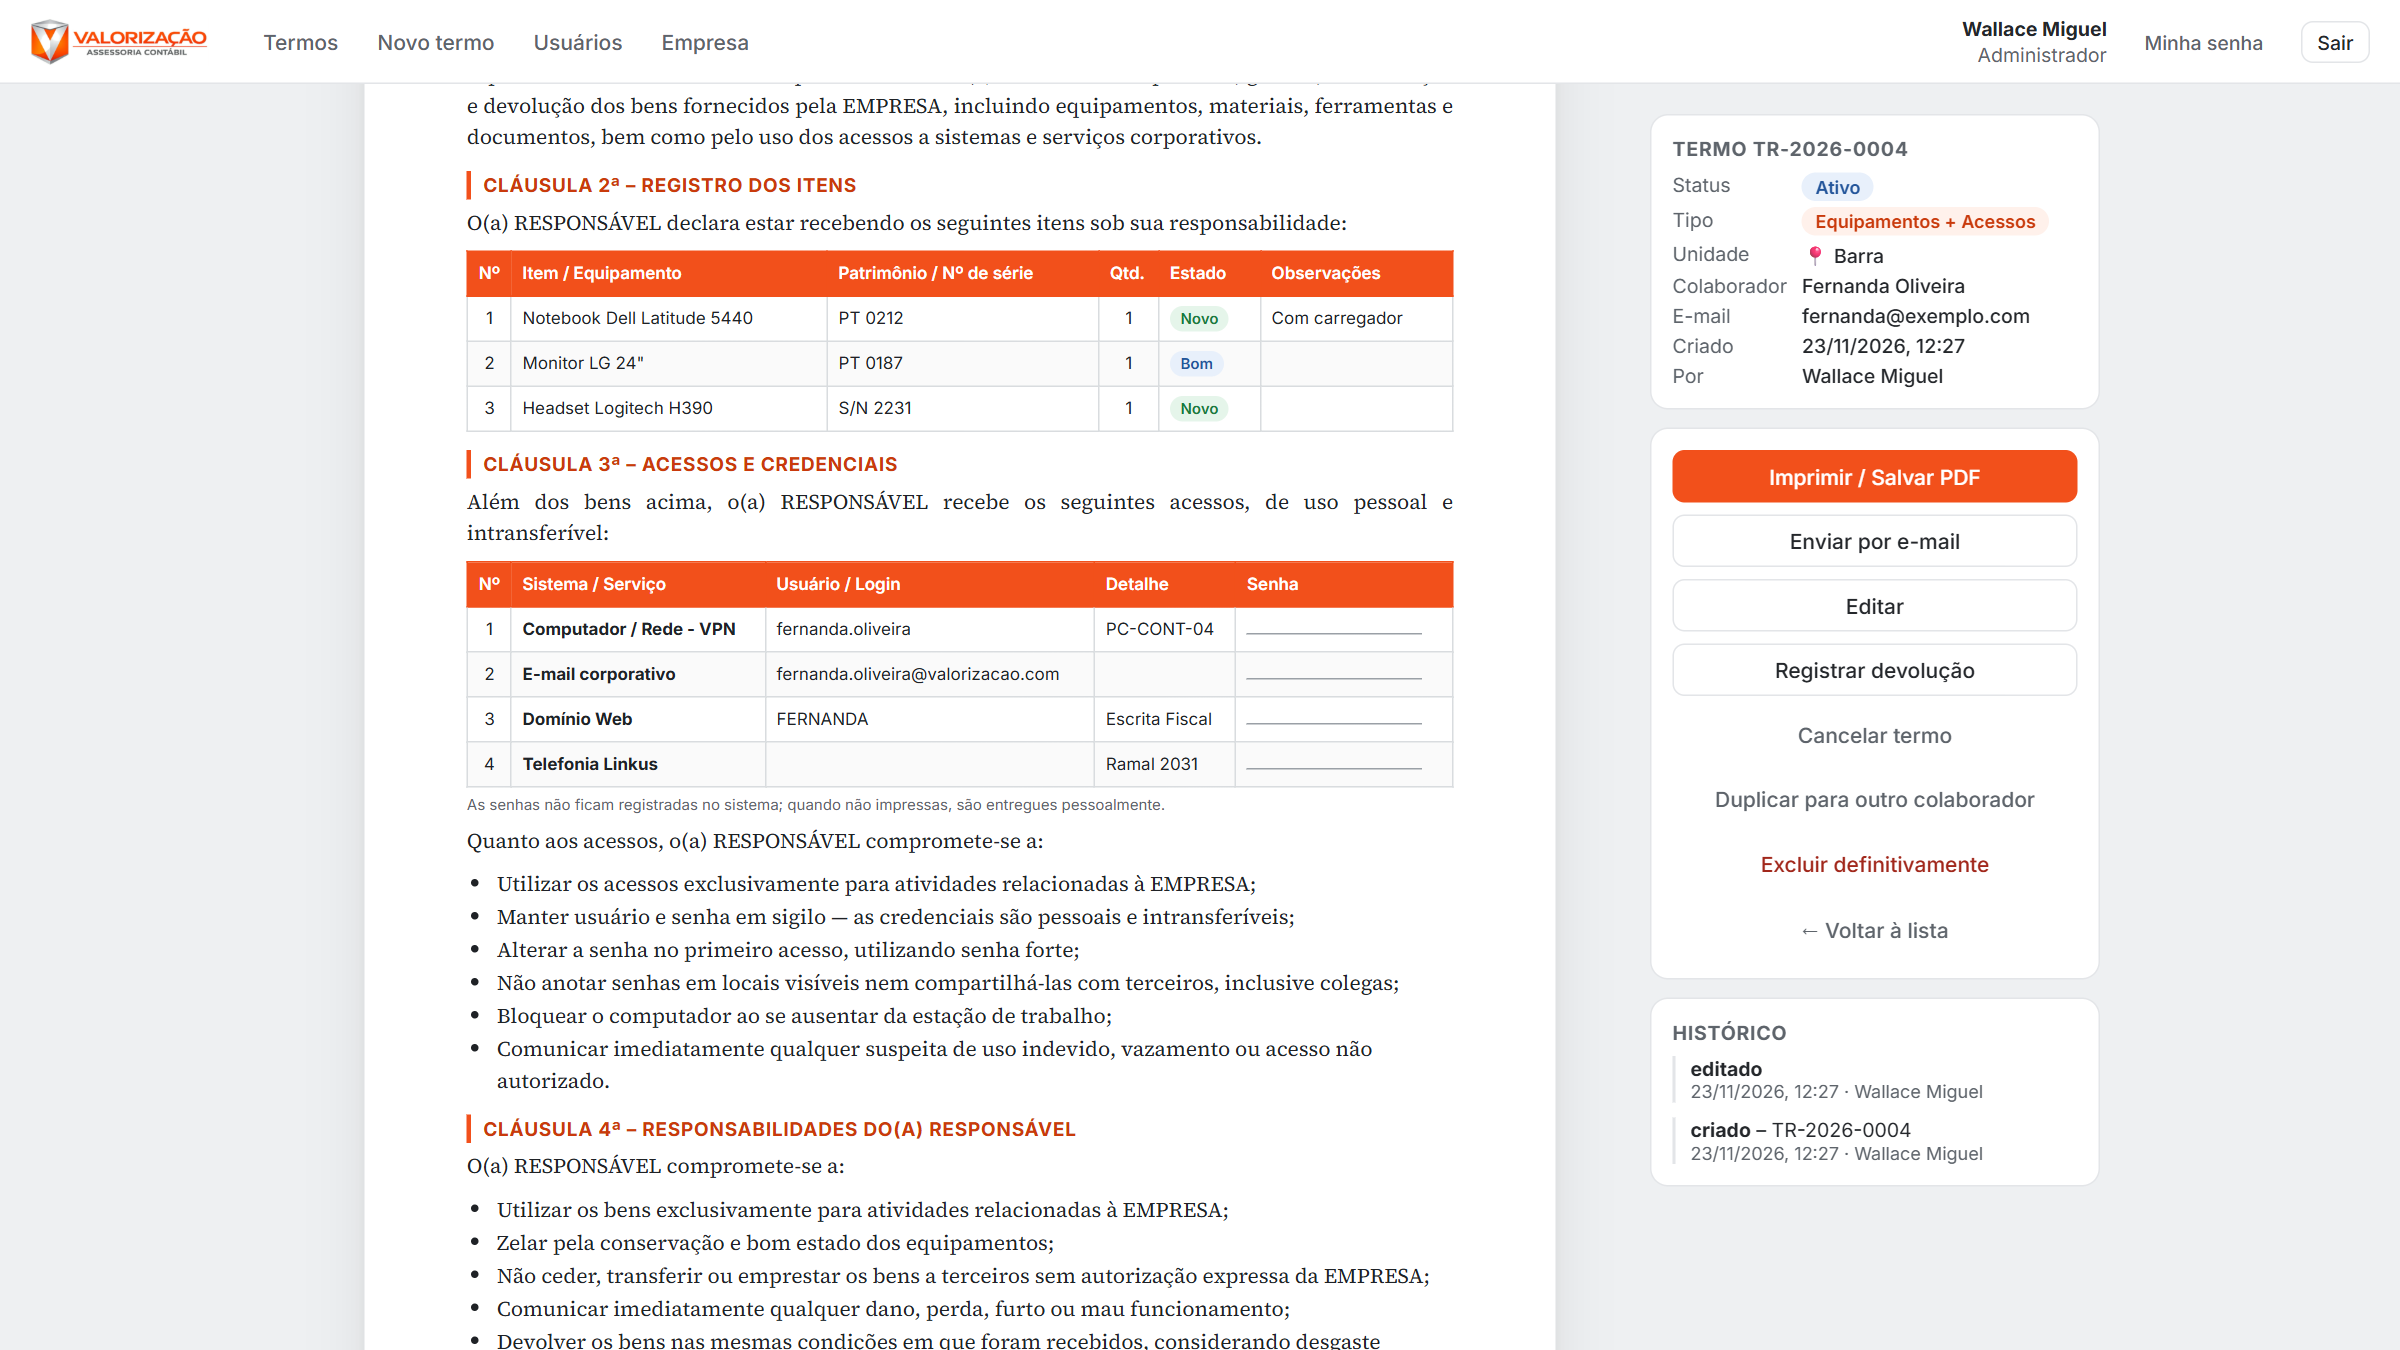 VALORIZAÇÃO
ASSESSORIA CONTÁBIL
Termos
Novo termo
Usuários
Empresa
Wallace Miguel
Administrador
Minha senha
Sair
e devolução dos bens fornecidos pela EMPRESA, incluindo equipamentos, materiais, ferramentas e
documentos, bem como pelo uso dos acessos a sistemas e serviços corporativos.
CLÁUSULA 2ª – REGISTRO DOS ITENS
O(a) RESPONSÁVEL declara estar recebendo os seguintes itens sob sua responsabilidade:
Nº Item / Equipamento Patrimônio / Nº de série Qtd. Estado Observações
1 Notebook Dell Latitude 5440 PT 0212 1 Novo Com carregador
2 Monitor LG 24" PT 0187 1 Bom
3 Headset Logitech H390 S/N 2231 1 Novo
CLÁUSULA 3ª – ACESSOS E CREDENCIAIS
Além dos bens acima, o(a) RESPONSÁVEL recebe os seguintes acessos, de uso pessoal e
intransferível:
Nº Sistema / Serviço Usuário / Login Detalhe Senha
1 Computador / Rede - VPN fernanda.oliveira PC-CONT-04
2 E-mail corporativo fernanda.oliveira@valorizacao.com
3 Domínio Web FERNANDA Escrita Fiscal
4 Telefonia Linkus Ramal 2031
As senhas não ficam registradas no sistema; quando não impressas, são entregues pessoalmente.
Quanto aos acessos, o(a) RESPONSÁVEL compromete-se a:
• Utilizar os acessos exclusivamente para atividades relacionadas à EMPRESA;
• Manter usuário e senha em sigilo — as credenciais são pessoais e intransferíveis;
• Alterar a senha no primeiro acesso, utilizando senha forte;
• Não anotar senhas em locais visíveis nem compartilhá-las com terceiros, inclusive colegas;
• Bloquear o computador ao se ausentar da estação de trabalho;
• Comunicar imediatamente qualquer suspeita de uso indevido, vazamento ou acesso não
autorizado.
CLÁUSULA 4ª – RESPONSABILIDADES DO(A) RESPONSÁVEL
O(a) RESPONSÁVEL compromete-se a:
• Utilizar os bens exclusivamente para atividades relacionadas à EMPRESA;
• Zelar pela conservação e bom estado dos equipamentos;
• Não ceder, transferir ou emprestar os bens a terceiros sem autorização expressa da EMPRESA;
• Comunicar imediatamente qualquer dano, perda, furto ou mau funcionamento;
• Devolver os bens nas mesmas condições em que foram recebidos, considerando desgaste
TERMO TR-2026-0004
Status Ativo
Tipo Equipamentos + Acessos
Unidade 📍 Barra
Colaborador Fernanda Oliveira
E-mail fernanda@exemplo.com
Criado 23/11/2026, 12:27
Por Wallace Miguel
Imprimir / Salvar PDF
Enviar por e-mail
Editar
Registrar devolução
Cancelar termo
Duplicar para outro colaborador
Excluir definitivamente
← Voltar à lista
HISTÓRICO
editado
23/11/2026, 12:27 · Wallace Miguel
criado – TR-2026-0004
23/11/2026, 12:27 · Wallace Miguel